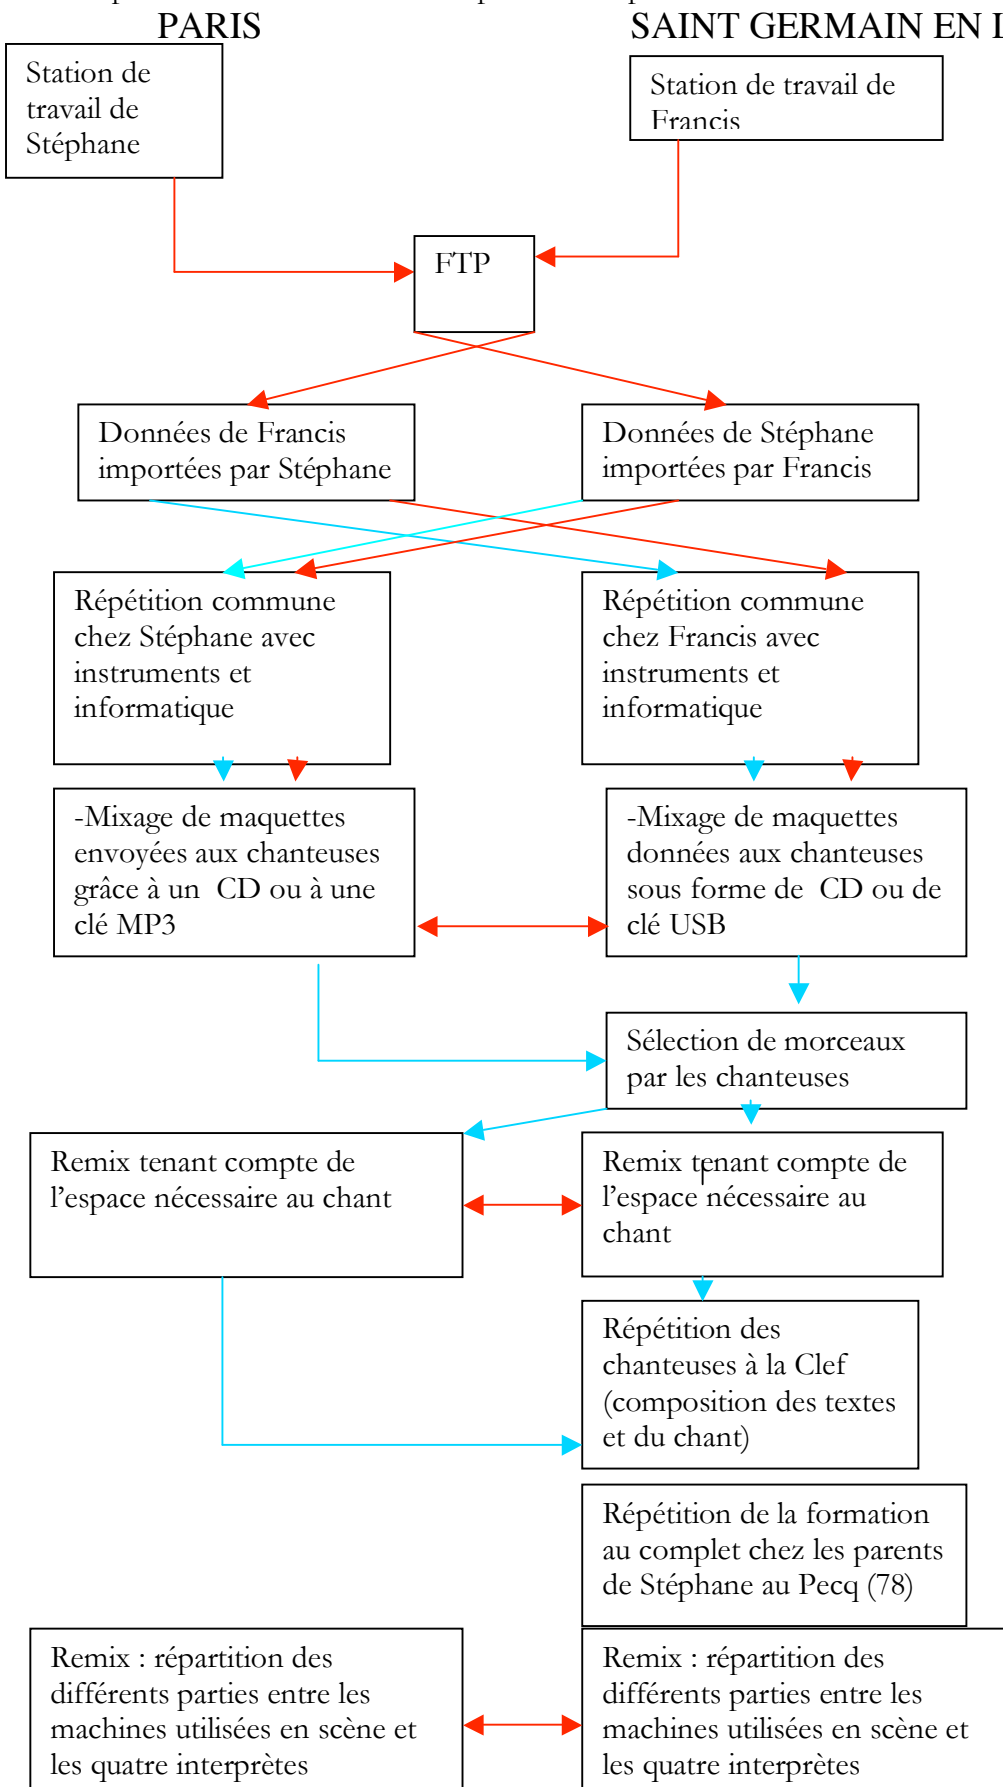 PARIS
SAINT GERMAIN EN
Station de
travail de
Stéphane
Station de travail de
Francis
FTP
Données de Francis
importées par Stéphane
Données de Stéphane
importées par Francis
Répétition commune
chez Stéphane avec
instruments et
informatique
Répétition commune
chez Francis avec
instruments et
informatique
-Mixage de maquettes
envoyées aux chanteuses
grâce à un CD ou à une
clé MP3
-Mixage de maquettes
données aux chanteuses
sous forme de CD ou de
clé USB
Sélection de morceaux
par les chanteuses
Remix tenant compte de
l’espace nécessaire au chant
Remix tenant compte de
l’espace nécessaire au
chant
Répétition des
chanteuses à la Clef
(composition des textes
et du chant)
Répétition de la formation
au complet chez les parents
de Stéphane au Pecq (78)
Remix : répartition des
différents parties entre les
machines utilisées en scène et
les quatre interprètes
Remix : répartition des
différents parties entre les
machines utilisées en scène et
les quatre interprètes